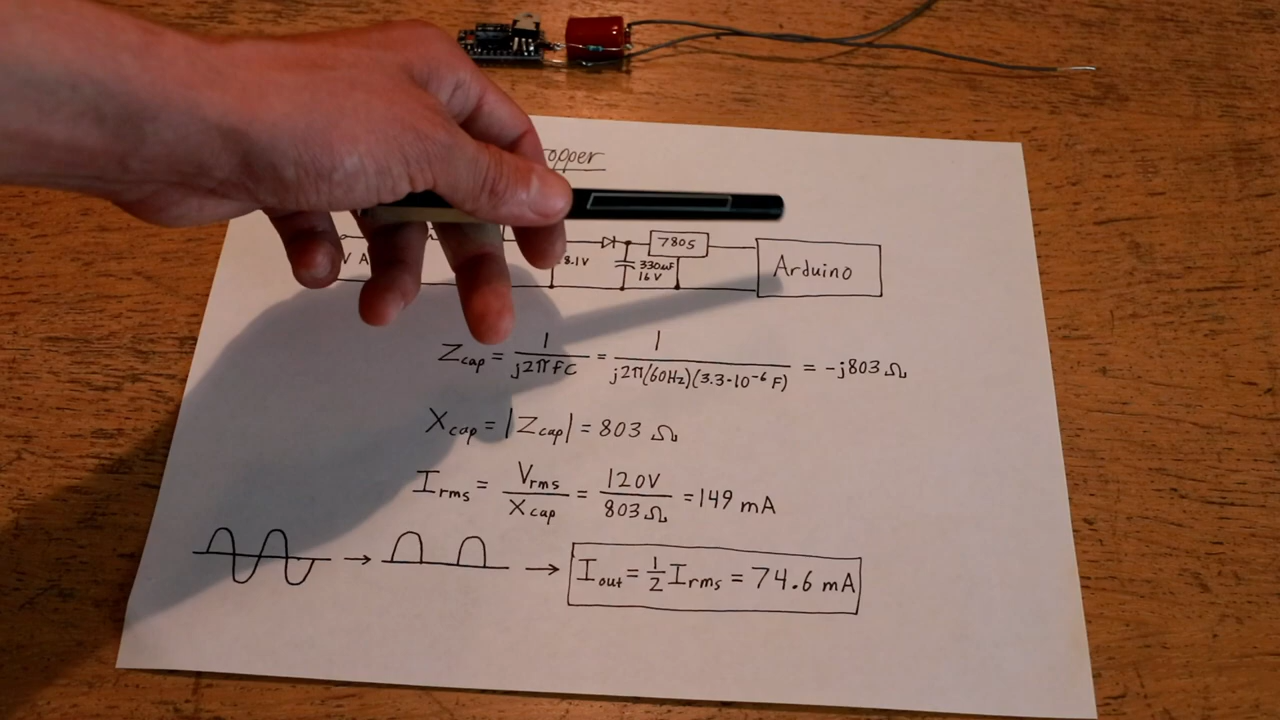 opper
V A
8.1V
330uF
16V
7805
Arduino
Zcap = 1/j2πfC = 1/j2π(60Hz)(3.3·10⁻⁶ F) = -j803 Ω
Xcap = |Zcap| = 803 Ω
Irms = Vrms/Xcap = 120V/803 Ω = 149 mA
Iout = 1/2 Irms = 74.6 mA